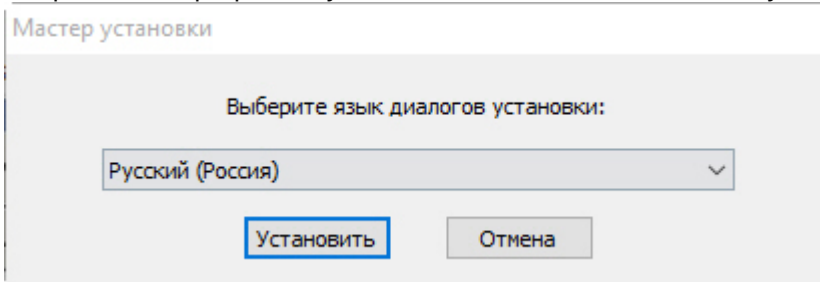 Мастер установки
Выберите язык диалогов установки:
Русский (Россия)
Установить
Отмена